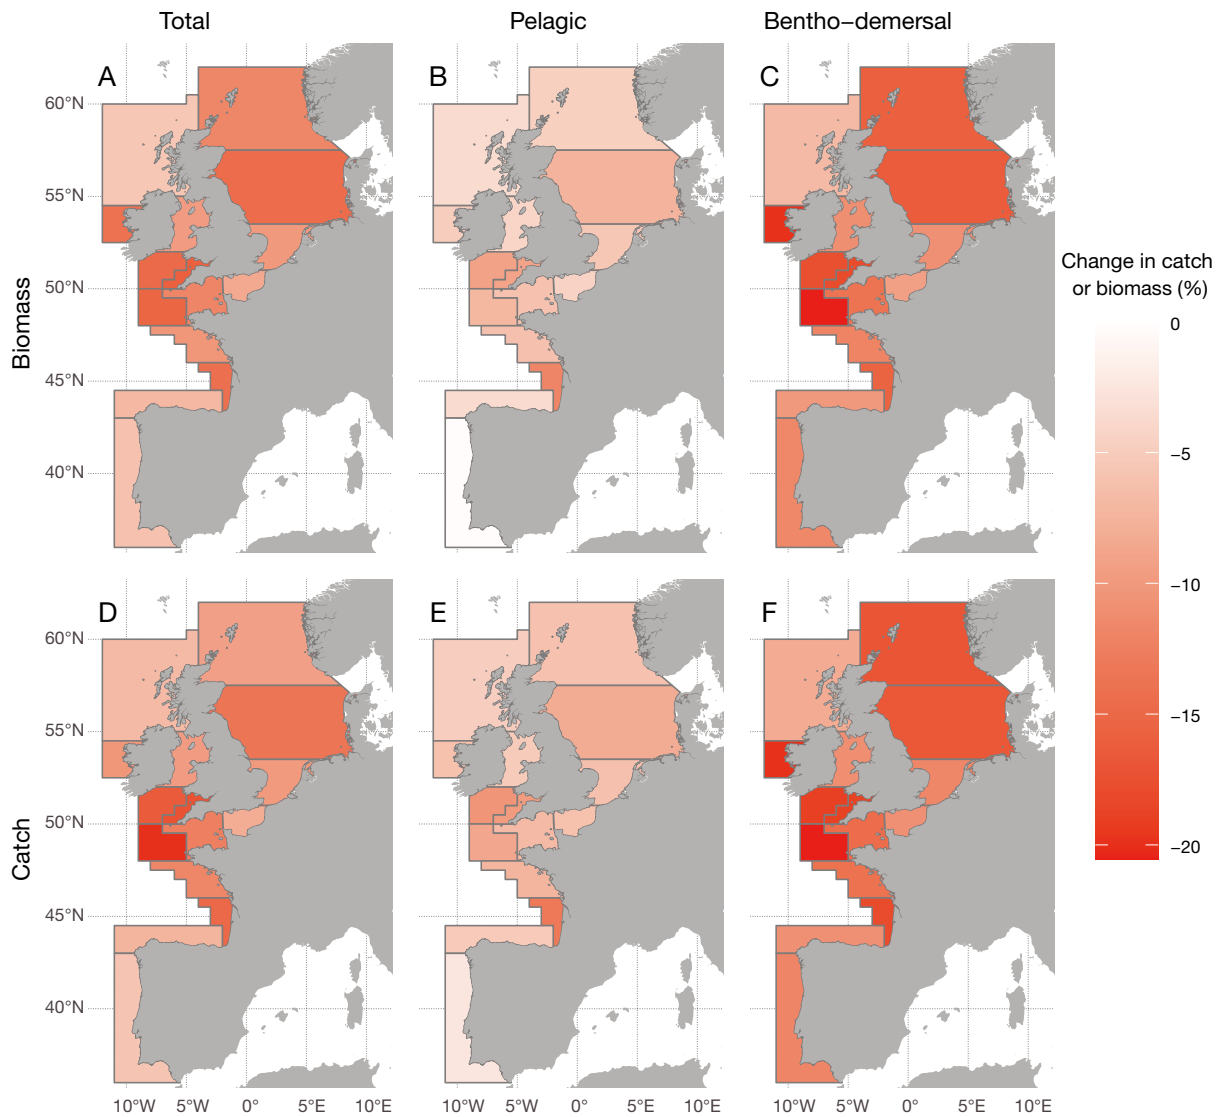 Total Pelagic Bentho−demersal
A B C
60°N
55°N
50°N
45°N
40°N
Biomass
Change in catch
or biomass (%)
0
−5
−10
−15
−20
D E F
60°N
55°N
50°N
45°N
40°N
Catch
10°W 5°W 0° 5°E 10°E 10°W 5°W 0° 5°E 10°E 10°W 5°W 0° 5°E 10°E